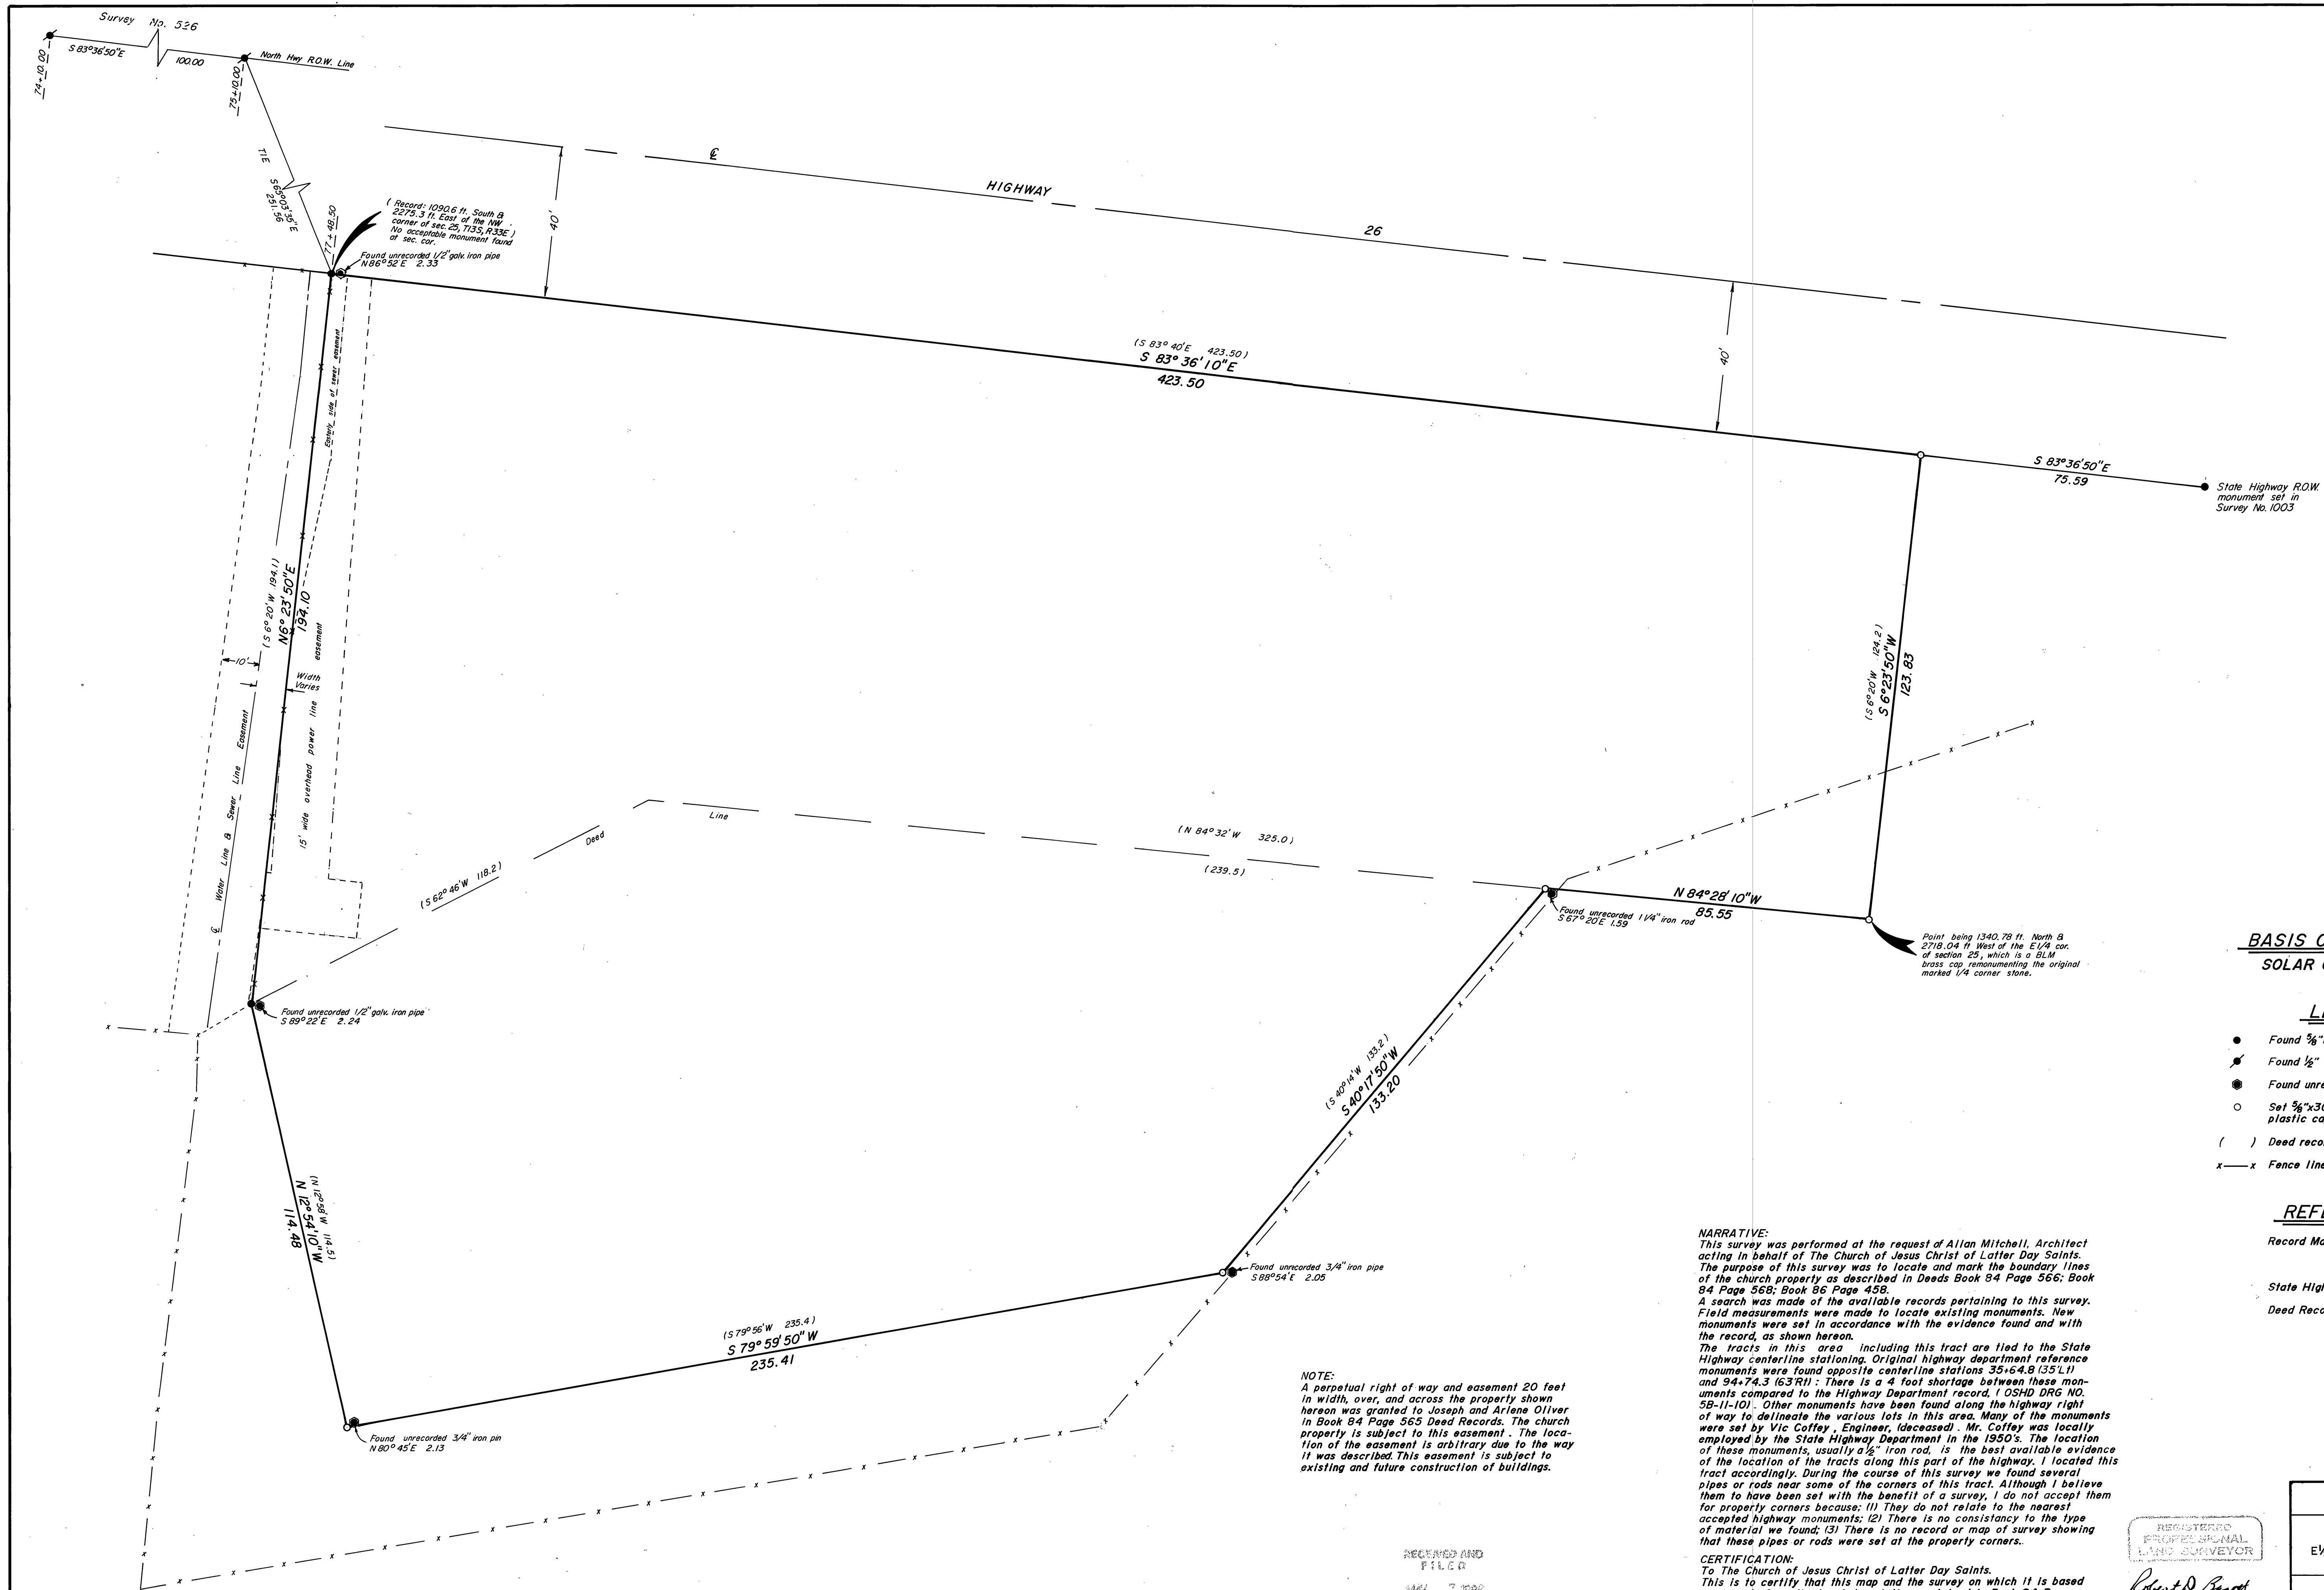 Survey No. 526
S 83°36'50"E
100.00
North Hwy R.O.W. Line
74+10.00
75+10.00
TIE S 65°03'35"E
251.56
77+48.50
( Record: 1090.6 ft. South &
2275.3 ft. East of the NW
corner of sec. 25, T13S, R33E )
No acceptable monument found
at sec. cor.
Found unrecorded 1/2" galv. iron pipe
N 86°52'E 2.33
40'
HIGHWAY
26
40'
(S 83° 40'E 423.50)
S 83° 36' 10"E
423.50
S 83°36'50"E
75.59
State Highway R.O.W.
monument set in
Survey No. 1003
Easterly side of sewer easement
(S 6° 20'W 194.1)
N6° 23' 50"E
194.10
10'
Width
Varies
15' wide overhead power line easement
Water Line & Sewer Line Easement
(S 6°20'W 124.2)
S 6°23'50"W
123.83
(S 62° 46'W 118.2)
Deed
Line
(N 84°32'W 325.0)
(239.5)
N 84°28'10"W
85.55
Found unrecorded 1 1/4" iron rod
S 67° 20'E 1.59
Point being 1340.78 ft. North &
2718.04 ft West of the E1/4 cor.
of section 25, which is a BLM
brass cap remonumenting the original
marked 1/4 corner stone.
Found unrecorded 1/2" galv. iron pipe
S 89°22'E 2.24
(S 40°14'W 133.2)
S 40°17'50"W
133.20
(N 12°58'W 114.5)
N 12°54'10"W
114.48
Found unrecorded 3/4" iron pipe
S 88°54'E 2.05
(S 79°56'W 235.4)
S 79°59'50"W
235.41
Found unrecorded 3/4" iron pin
N 80°45'E 2.13
BASIS
SOLAR
Found 5/8"
Found 1/2"
Found
Set 5/8"x
plastic
( ) Deed
x x Fence line
Record
State
Deed
NOTE:
A perpetual right of way and easement 20 feet
in width, over, and across the property shown
hereon was granted to Joseph and Arlene Oliver
in Book 84 Page 565 Deed Records. The church
property is subject to this easement. The loca-
tion of the easement is arbitrary due to the way
it was described. This easement is subject to
existing and future construction of buildings.
NARRATIVE:
This survey was performed at the request of Allan Mitchell, Architect
acting in behalf of The Church of Jesus Christ of Latter Day Saints.
The purpose of this survey was to locate and mark the boundary lines
of the church property as described in Deeds Book 84 Page 566; Book
84 Page 568; Book 86 Page 458.
A search was made of the available records pertaining to this survey.
Field measurements were made to locate existing monuments. New
monuments were set in accordance with the evidence found and with
the record, as shown hereon.
The tracts in this area including this tract are tied to the State
Highway centerline stationing. Original highway department reference
monuments were found opposite centerline stations 35+64.8 (35'Lt)
and 94+74.3 (63'Rt) : There is a 4 foot shortage between these mon-
uments compared to the Highway Department record, ( OSHD DRG NO.
5B-11-10) . Other monuments have been found along the highway right
of way to delineate the various lots in this area. Many of the monuments
were set by Vic Coffey , Engineer, (deceased) . Mr. Coffey was locally
employed by the State Highway Department in the 1950's. The location
of these monuments, usually a 1/2" iron rod, is the best available evidence
of the location of the tracts along this part of the highway. I located this
tract accordingly. During the course of this survey we found several
pipes or rods near some of the corners of this tract. Although I believe
them to have been set with the benefit of a survey, I do not accept them
for property corners because; (1) They do not relate to the nearest
accepted highway monuments; (2) There is no consistancy to the type
of material we found; (3) There is no record or map of survey showing
that these pipes or rods were set at the property corners.
CERTIFICATION:
To The Church of Jesus Christ of Latter Day Saints.
This is to certify that this map and the survey on which it is based
RECEIVED AND
FILED
REGISTERED
PROFESSIONAL
LAND SURVEYOR